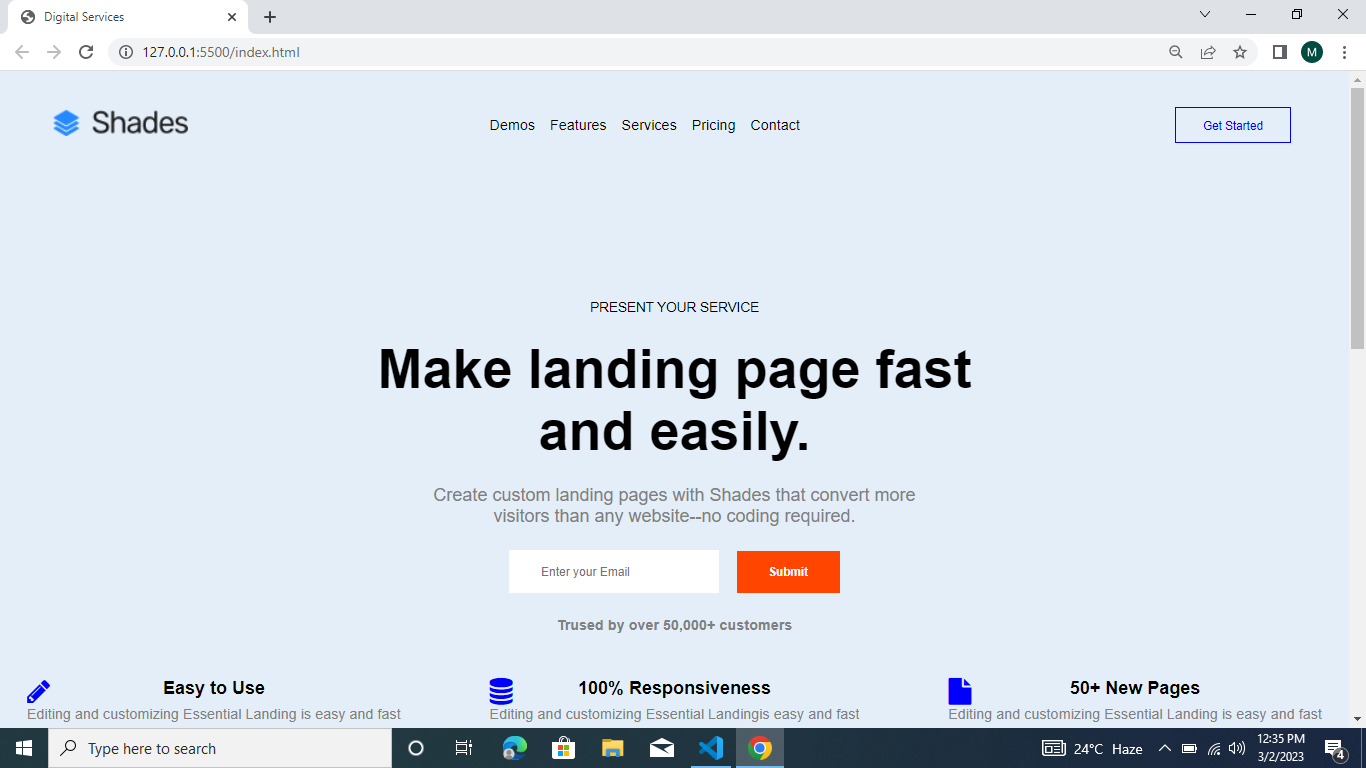 Digital Services
127.0.0.1:5500/index.html
M
Shades
Demos Features Services Pricing Contact
Get Started
PRESENT YOUR SERVICE
Make landing page fast
and easily.
Create custom landing pages with Shades that convert more
visitors than any website--no coding required.
Enter your Email
Submit
Trused by over 50,000+ customers
Easy to Use
Editing and customizing Essential Landing is easy and fast
100% Responsiveness
Editing and customizing Essential Landingis easy and fast
50+ New Pages
Editing and customizing Essential Landing is easy and fast
Type here to search
24°C Haze
12:35 PM
3/2/2023
4